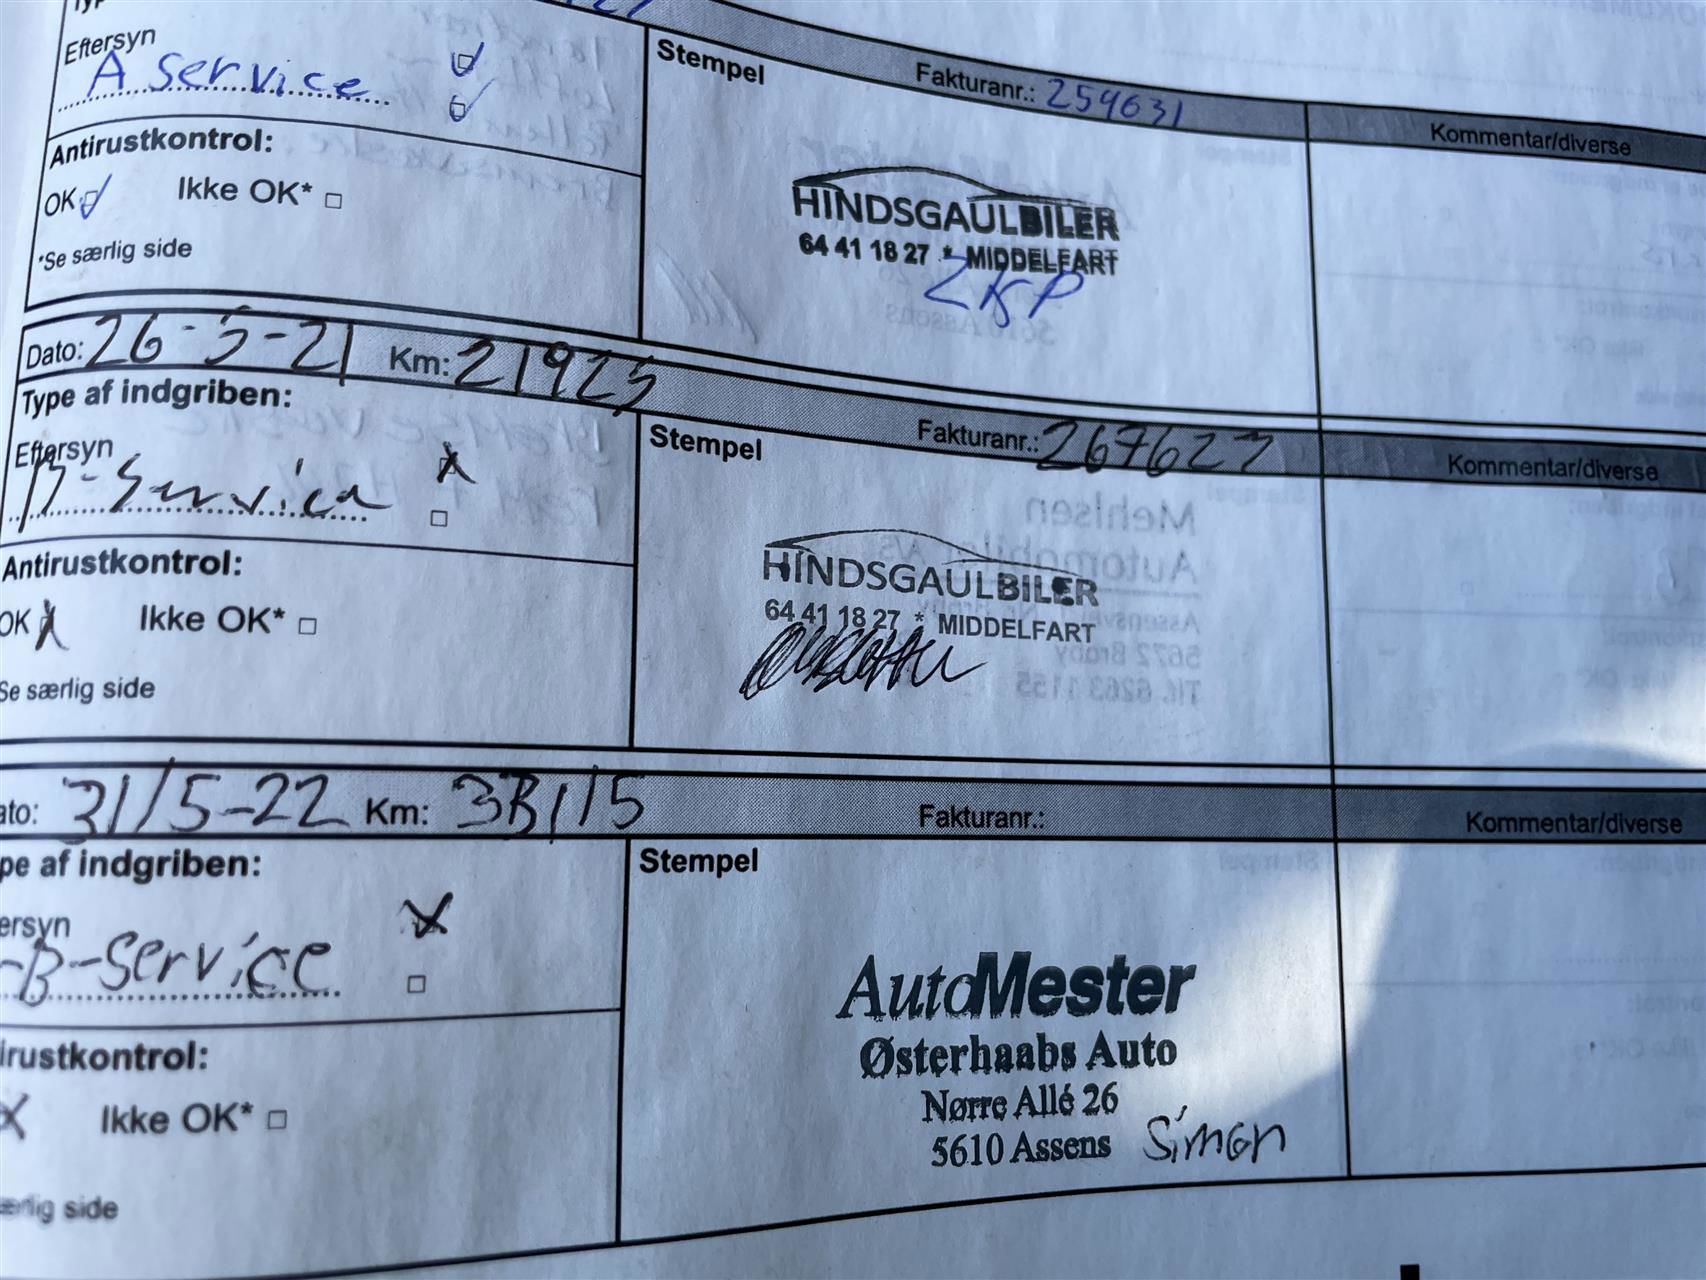 Eftersyn
A service
Antirustkontrol:
OK Ikke OK*
*Se særlig side
Stempel
Fakturanr.: 259631
HINDSGAULBILER
64 41 18 27 * MIDDELFART
Kommentar/diverse
Dato: 26-5-21 Km: 21925
Type af indgriben:
Eftersyn
B-Service
Antirustkontrol:
OK Ikke OK*
Se særlig side
Stempel
Fakturanr.: 267627
HINDSGAULBILER
64 41 18 27 * MIDDELFART
Kommentar/diverse
ato: 31/5-22 Km: 38115
pe af indgriben:
ersyn
-B-Service
irustkontrol:
Ikke OK*
ærlig side
Stempel
Fakturanr.:
AutoMester
Østerhaabs Auto
Nørre Allé 26
5610 Assens Simon
Kommentar/diverse